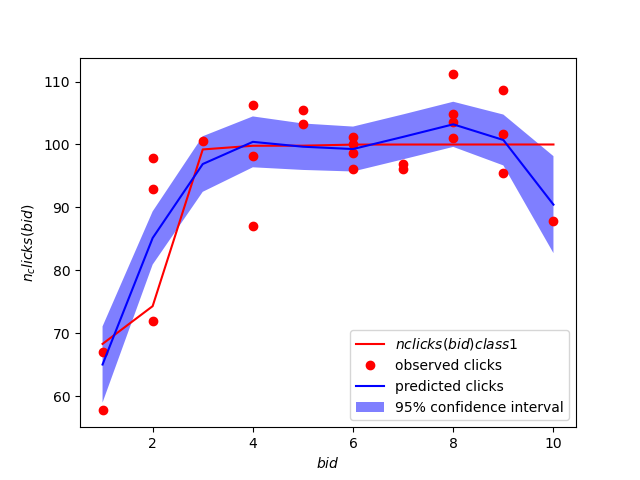 110
100
90
80
70
60
n_clicks(bid)
2
4
6
8
10
bid
nclicks(bid)class1
observed clicks
predicted clicks
95% confidence interval